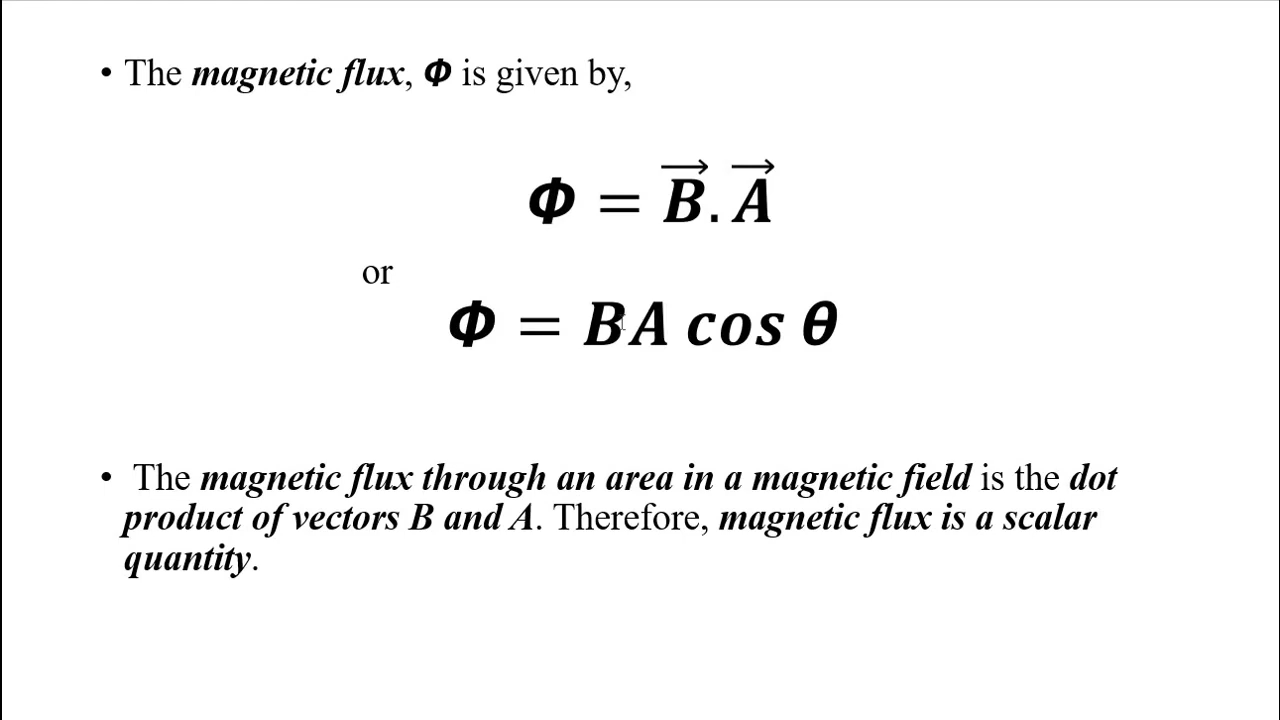 • The magnetic flux, Φ is given by,
Φ = B⃗ . A⃗
or
Φ = BA cos θ
• The magnetic flux through an area in a magnetic field is the dot
product of vectors B and A. Therefore, magnetic flux is a scalar
quantity.